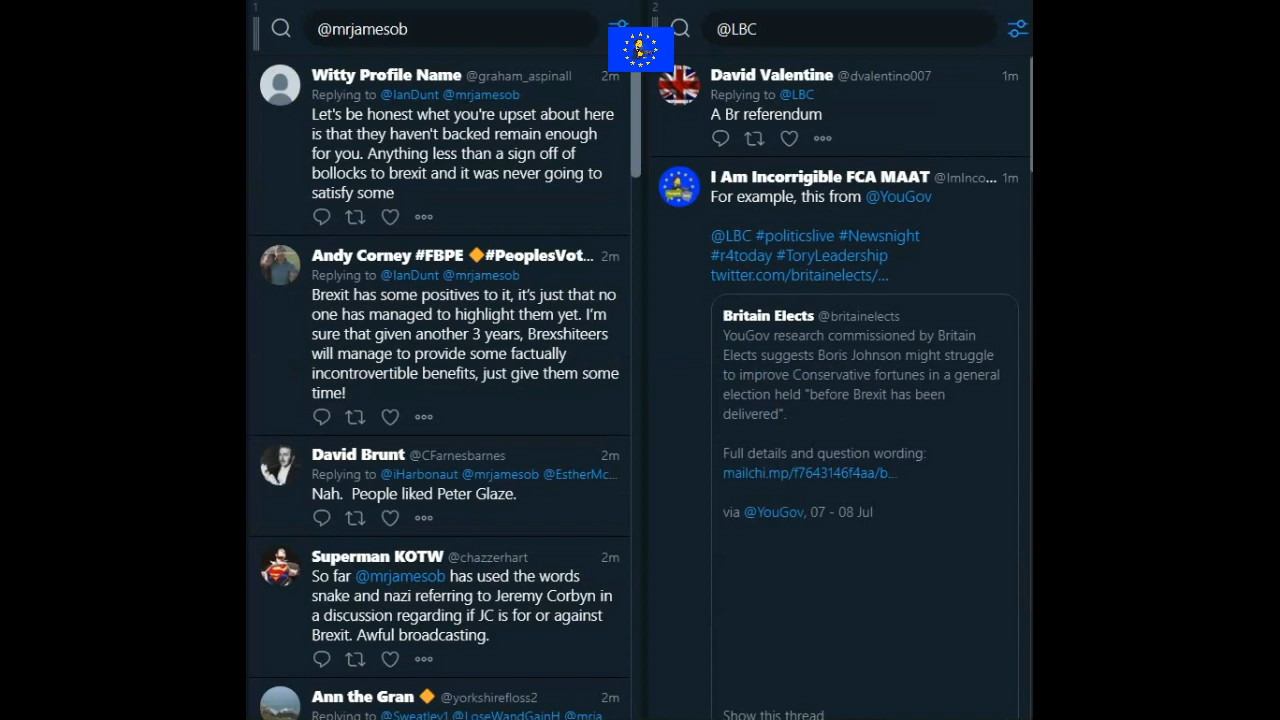 1
@mrjamesob
Witty Profile Name @graham_aspinall 2m
Replying to @IanDunt @mrjamesob
Let's be honest what you're upset about here
is that they haven't backed remain enough
for you. Anything less than a sign off of
bollocks to brexit and it was never going to
satisfy some
Andy Corney #FBPE 🔶#PeoplesVot... 2m
Replying to @IanDunt @mrjamesob
Brexit has some positives to it, it's just that no
one has managed to highlight them yet. I'm
sure that given another 3 years, Brexshiteers
will manage to provide some factually
incontrovertible benefits, just give them some
time!
David Brunt @CFarnesbarnes 2m
Replying to @iHarbonaut @mrjamesob @EstherMc...
Nah. People liked Peter Glaze.
Superman KOTW @chazzerhart 2m
So far @mrjamesob has used the words
snake and nazi referring to Jeremy Corbyn in
a discussion regarding if JC is for or against
Brexit. Awful broadcasting.
Ann the Gran 🔶 @yorkshirefloss2 2m
Replying to @Sweatley1 @LoseWandGainH @mrja...
2
@LBC
David Valentine @dvalentino007 1m
Replying to @LBC
A Br referendum
I Am Incorrigible FCA MAAT @ImInco... 1m
For example, this from @YouGov
@LBC #politicslive #Newsnight
#r4today #ToryLeadership
twitter.com/britainelects/...
Britain Elects @britainelects
YouGov research commissioned by Britain
Elects suggests Boris Johnson might struggle
to improve Conservative fortunes in a general
election held "before Brexit has been
delivered".
Full details and question wording:
mailchi.mp/f7643146f4aa/b...
via @YouGov, 07 - 08 Jul
Show this thread